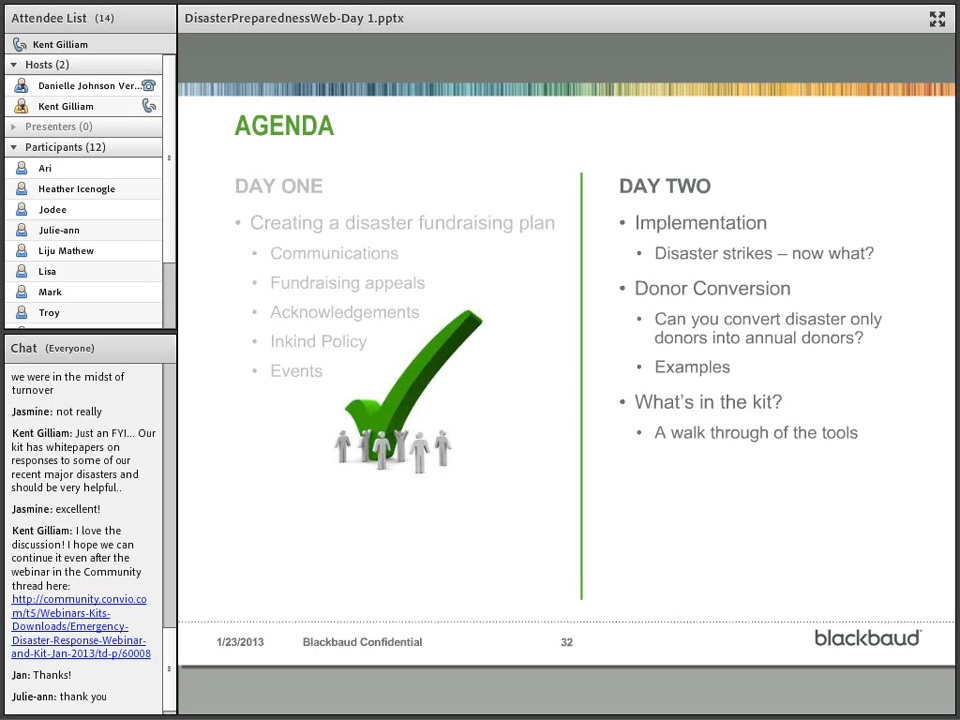 Attendee List (14)
Kent Gilliam
Hosts (2)
Danielle Johnson Ver...
Kent Gilliam
Presenters (0)
Participants (12)
Ari
Heather Icenogle
Jodee
Julie-ann
Liju Mathew
Lisa
Mark
Troy
Chat (Everyone)
we were in the midst of
turnover
Jasmine: not really
Kent Gilliam: Just an FYI... Our
kit has whitepapers on
responses to some of our
recent major disasters and
should be very helpful..
Jasmine: excellent!
Kent Gilliam: I love the
discussion! I hope we can
continue it even after the
webinar in the Community
thread here:
http://community.convio.co
m/t5/Webinars-Kits-
Downloads/Emergency-
Disaster-Response-Webinar-
and-Kit-Jan-2013/td-p/60008
Jan: Thanks!
Julie-ann: thank you
DisasterPreparednessWeb-Day 1.pptx
AGENDA
DAY ONE
• Creating a disaster fundraising plan
• Communications
• Fundraising appeals
• Acknowledgements
• Inkind Policy
• Events
DAY TWO
• Implementation
• Disaster strikes – now what?
• Donor Conversion
• Can you convert disaster only
donors into annual donors?
• Examples
• What's in the kit?
• A walk through of the tools
1/23/2013 Blackbaud Confidential 32
blackbaud